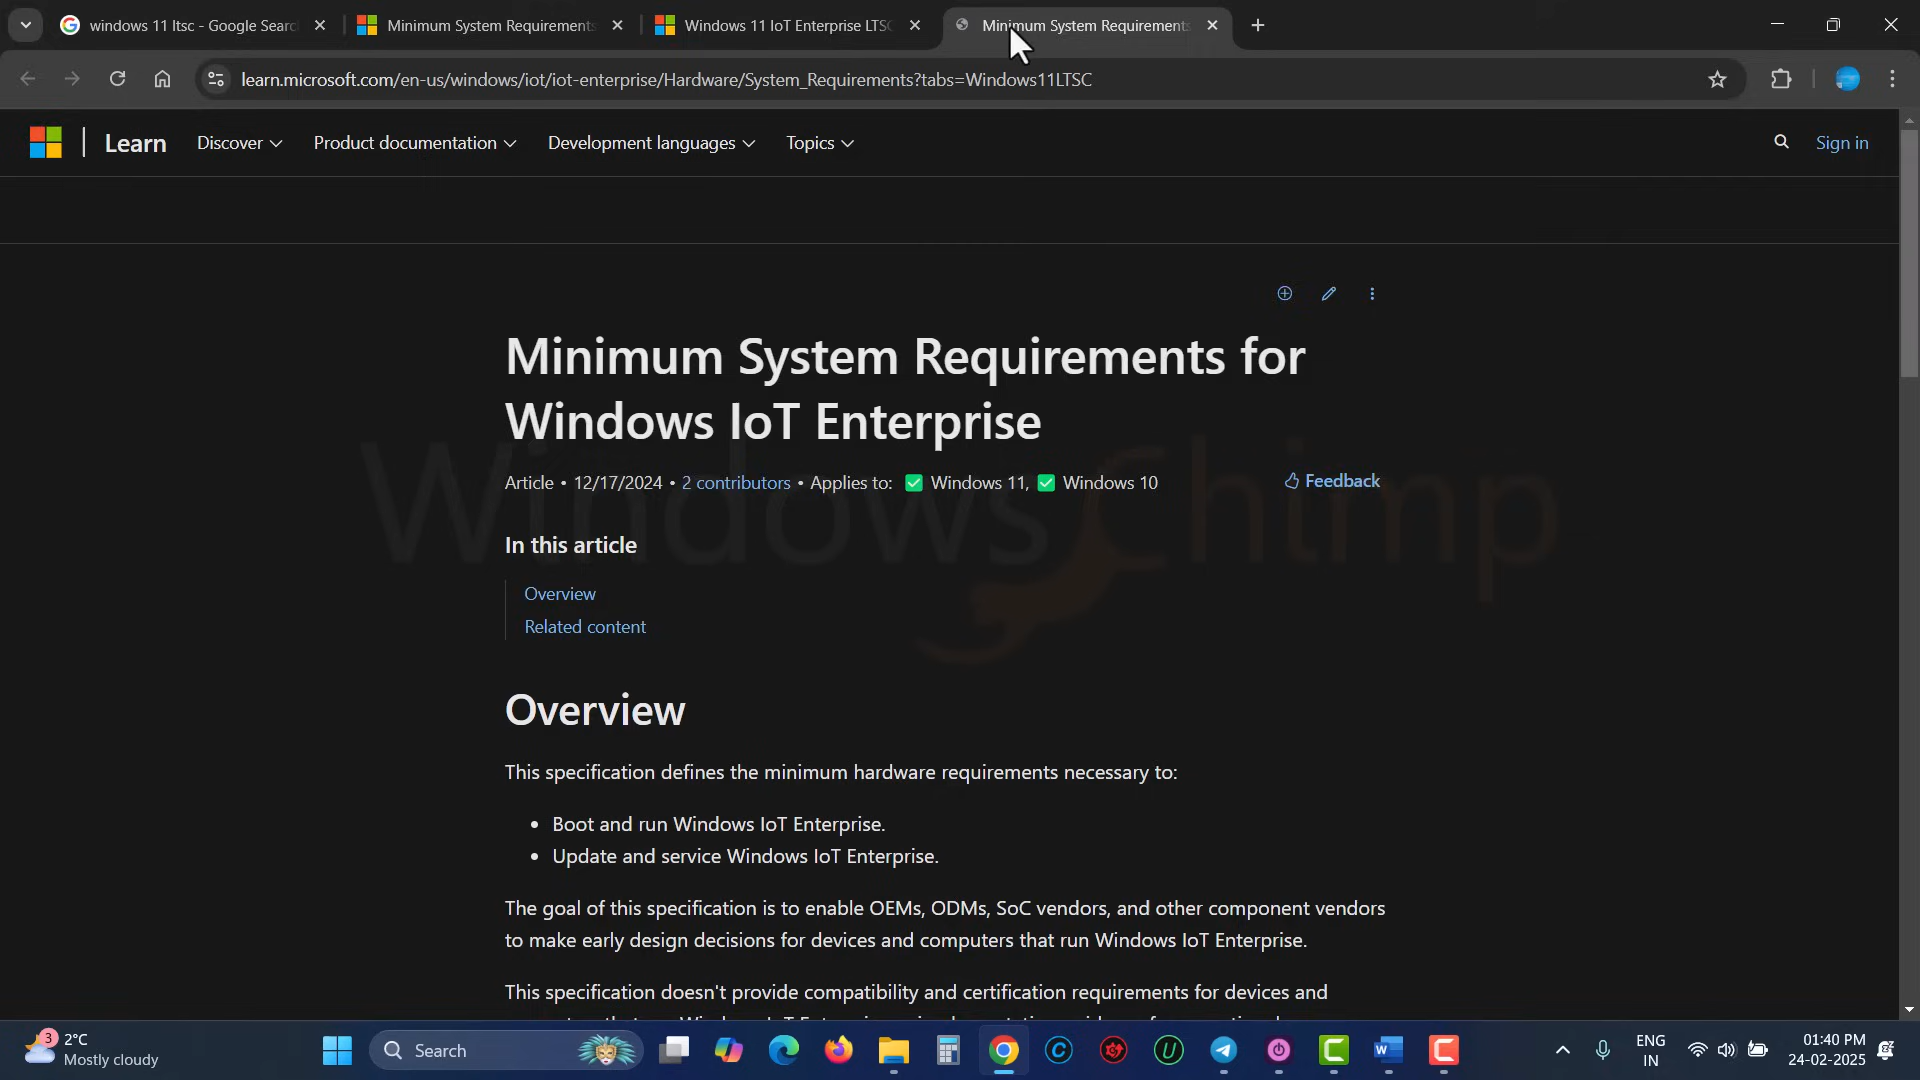 windows 11 ltsc - Google Searc
Minimum System Requirements
Windows 11 IoT Enterprise LTSC
Minimum System Requirements
learn.microsoft.com/en-us/windows/iot/iot-enterprise/Hardware/System_Requirements?tabs=Windows11LTSC
Learn
Discover
Product documentation
Development languages
Topics
Sign in
Minimum System Requirements for
Windows IoT Enterprise
Article • 12/17/2024 • 2 contributors • Applies to: ✅ Windows 11, ✅ Windows 10
Feedback
In this article
Overview
Related content
WindowsChimp
Overview
This specification defines the minimum hardware requirements necessary to:
• Boot and run Windows IoT Enterprise.
• Update and service Windows IoT Enterprise.
The goal of this specification is to enable OEMs, ODMs, SoC vendors, and other component vendors
to make early design decisions for devices and computers that run Windows IoT Enterprise.
This specification doesn't provide compatibility and certification requirements for devices and
3
2°C
Mostly cloudy
Search
ENG
IN
01:40 PM
24-02-2025